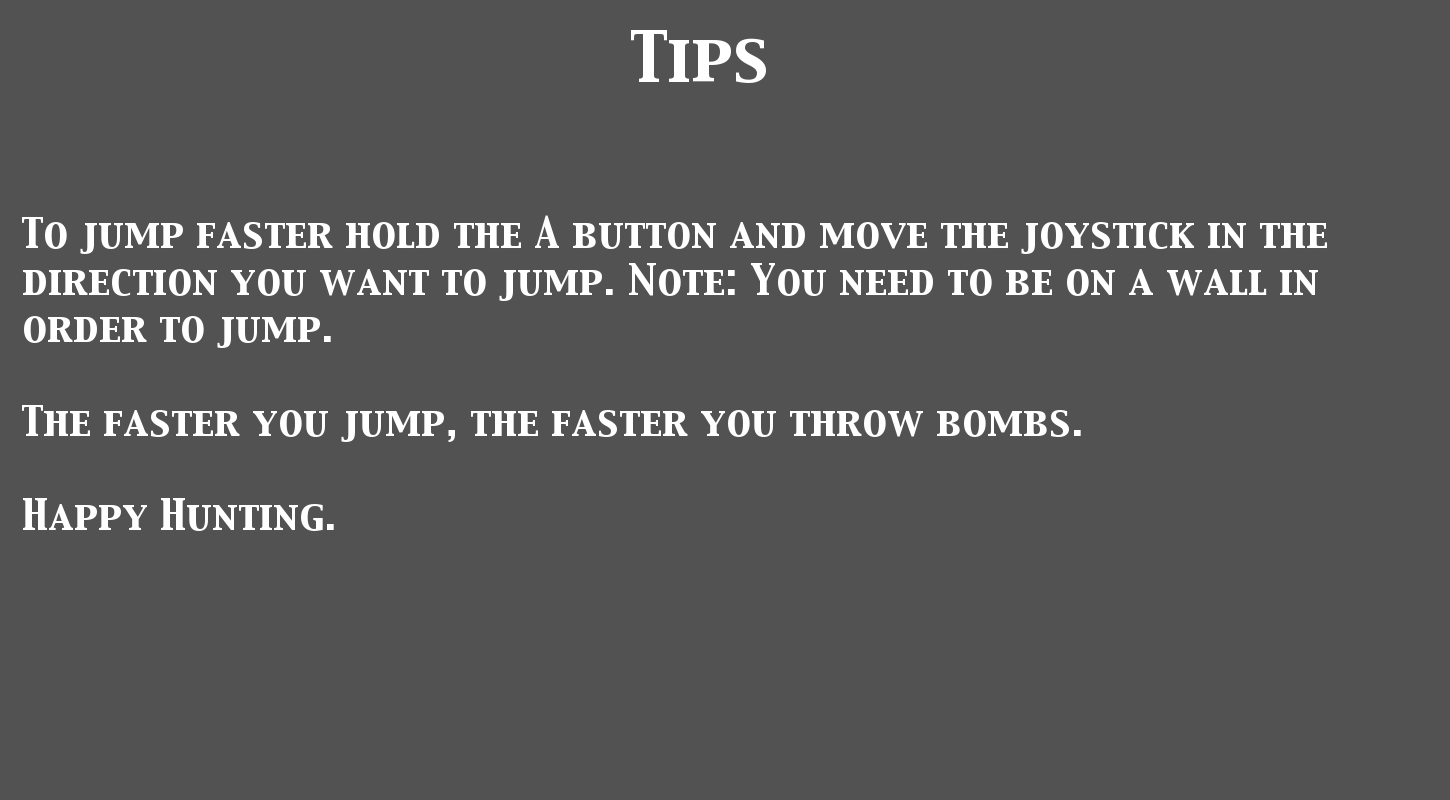 Tips
To jump faster hold the A button and move the joystick in the
direction you want to jump. Note: You need to be on a wall in
order to jump.
The faster you jump, the faster you throw bombs.
Happy Hunting.